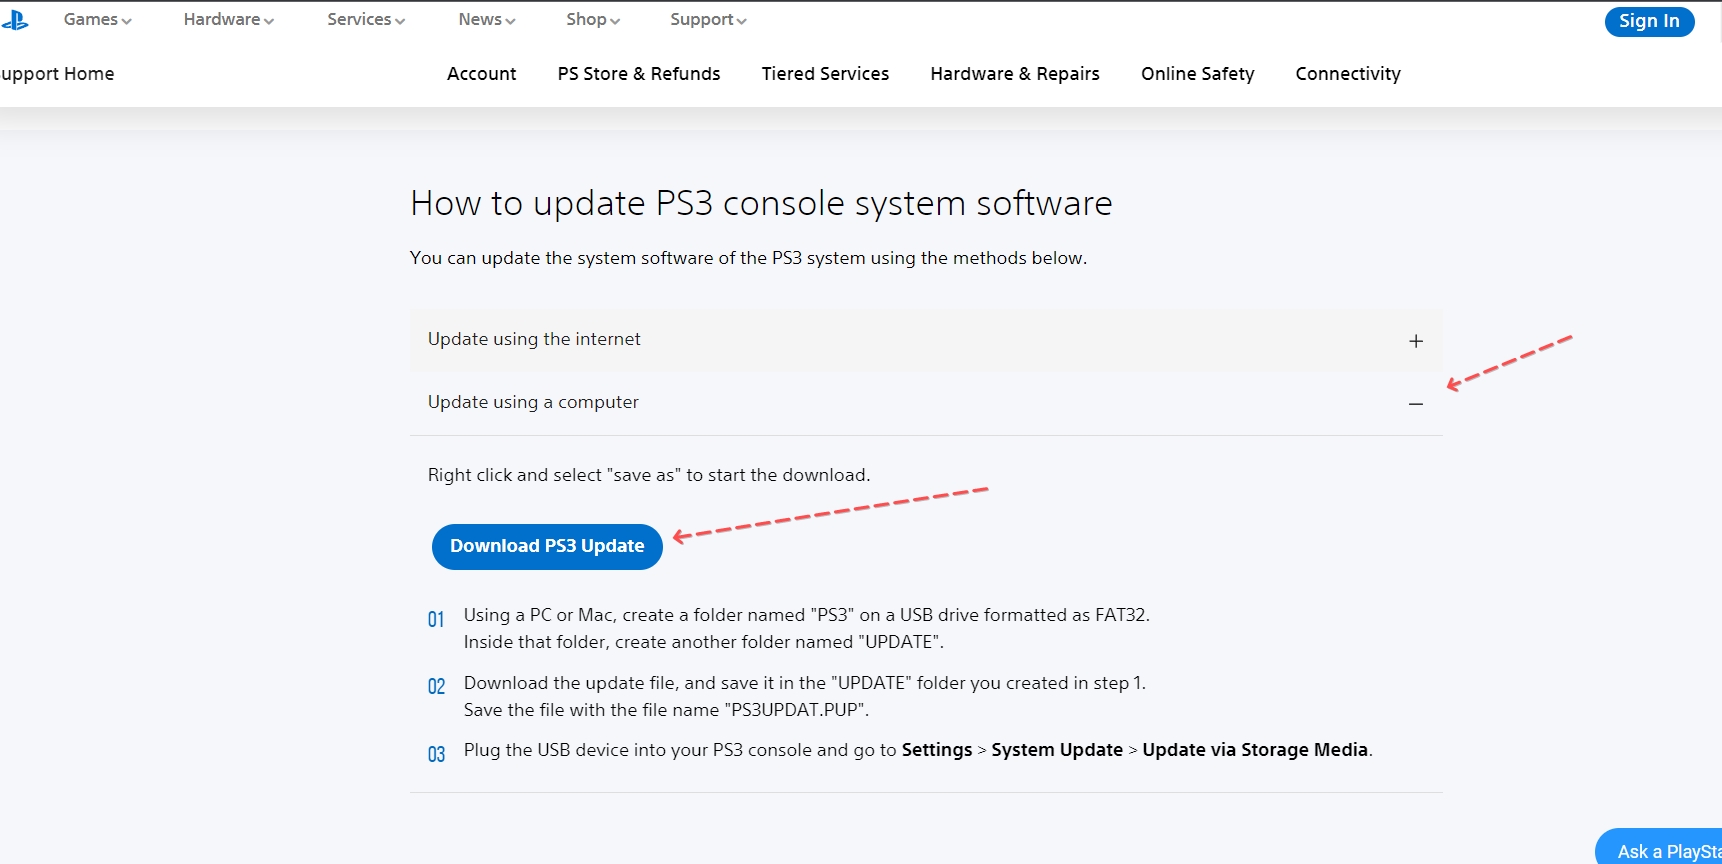 Games Hardware Services News Shop Support Sign In
upport Home Account PS Store & Refunds Tiered Services Hardware & Repairs Online Safety Connectivity
How to update PS3 console system software
You can update the system software of the PS3 system using the methods below.
Update using the internet +
Update using a computer –
Right click and select "save as" to start the download.
Download PS3 Update
01 Using a PC or Mac, create a folder named "PS3" on a USB drive formatted as FAT32.
Inside that folder, create another folder named "UPDATE".
02 Download the update file, and save it in the "UPDATE" folder you created in step 1.
Save the file with the file name "PS3UPDAT.PUP".
03 Plug the USB device into your PS3 console and go to Settings > System Update > Update via Storage Media.
Ask a PlaySta